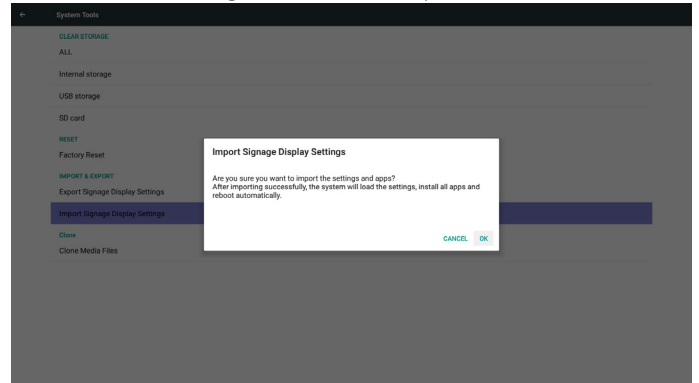 System Tools
CLEAR STORAGE
ALL
Internal storage
USB storage
SD card
RESET
Factory Reset
IMPORT & EXPORT
Export Signage Display Settings
Import Signage Display Settings
Clone
Clone Media Files
Import Signage Display Settings
Are you sure you want to import the settings and apps?
After importing successfully, the system will load the settings, install all apps and
reboot automatically.
CANCEL OK